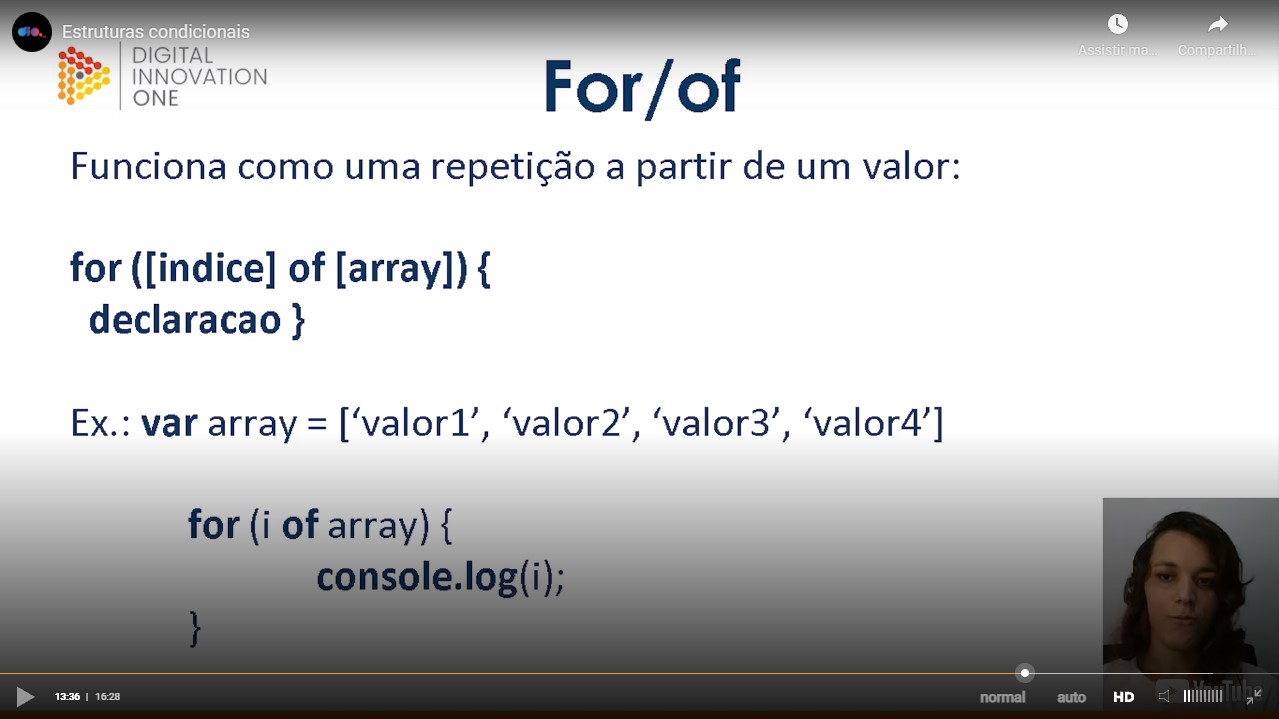 Estruturas condicionais
Assistir ma...
Compartilh...
DIGITAL
INNOVATION
ONE
For/of
Funciona como uma repetição a partir de um valor:
for ([indice] of [array]) {
declaracao }
Ex.: var array = [‘valor1’, ‘valor2’, ‘valor3’, ‘valor4’]
for (i of array) {
console.log(i);
}
13:36 | 16:28
normal
auto
HD
YouTube